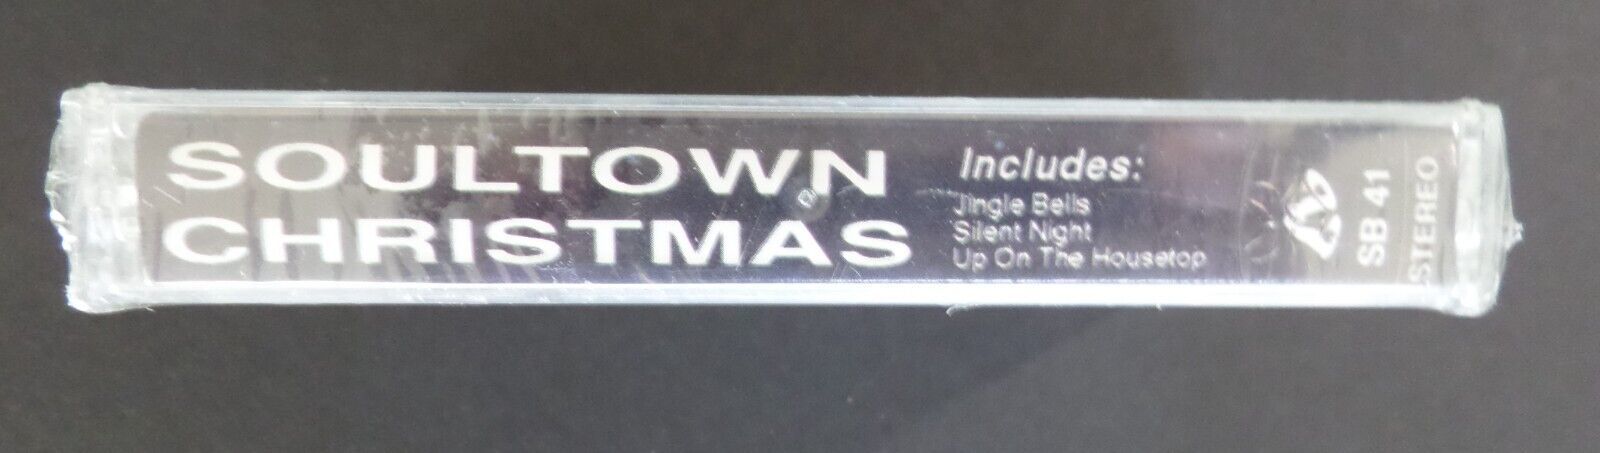 SOULTOWN
CHRISTMAS
Includes:
Jingle Bells
Silent Night
Up On The Housetop
SB 41
STEREO